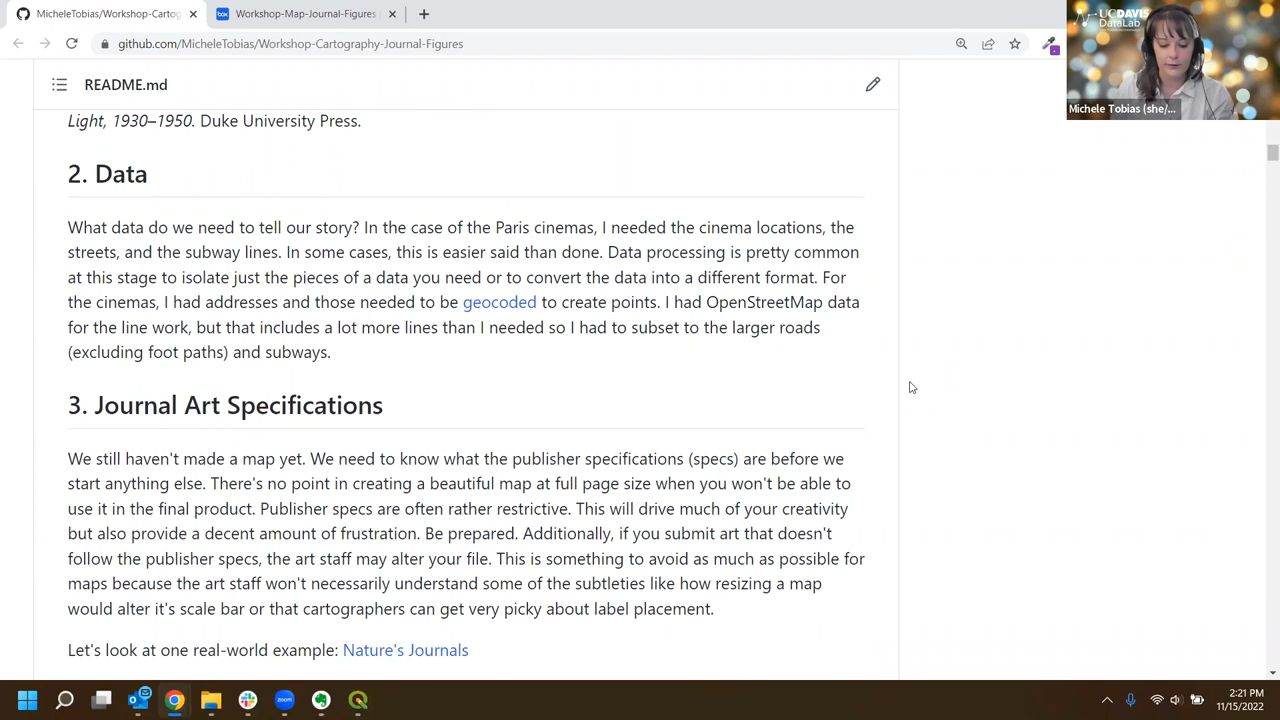 MicheleTobias/Workshop-Cartog
Workshop-Map-Journal-Figures
github.com/MicheleTobias/Workshop-Cartography-Journal-Figures
UCDAVIS
DataLab
Michele Tobias (she/...
README.md
Light, 1930–1950. Duke University Press.
2. Data
What data do we need to tell our story? In the case of the Paris cinemas, I needed the cinema locations, the
streets, and the subway lines. In some cases, this is easier said than done. Data processing is pretty common
at this stage to isolate just the pieces of a data you need or to convert the data into a different format. For
the cinemas, I had addresses and those needed to be geocoded to create points. I had OpenStreetMap data
for the line work, but that includes a lot more lines than I needed so I had to subset to the larger roads
(excluding foot paths) and subways.
3. Journal Art Specifications
We still haven't made a map yet. We need to know what the publisher specifications (specs) are before we
start anything else. There's no point in creating a beautiful map at full page size when you won't be able to
use it in the final product. Publisher specs are often rather restrictive. This will drive much of your creativity
but also provide a decent amount of frustration. Be prepared. Additionally, if you submit art that doesn't
follow the publisher specs, the art staff may alter your file. This is something to avoid as much as possible for
maps because the art staff won't necessarily understand some of the subtleties like how resizing a map
would alter it's scale bar or that cartographers can get very picky about label placement.
Let's look at one real-world example: Nature's Journals
zoom
2:21 PM
11/15/2022